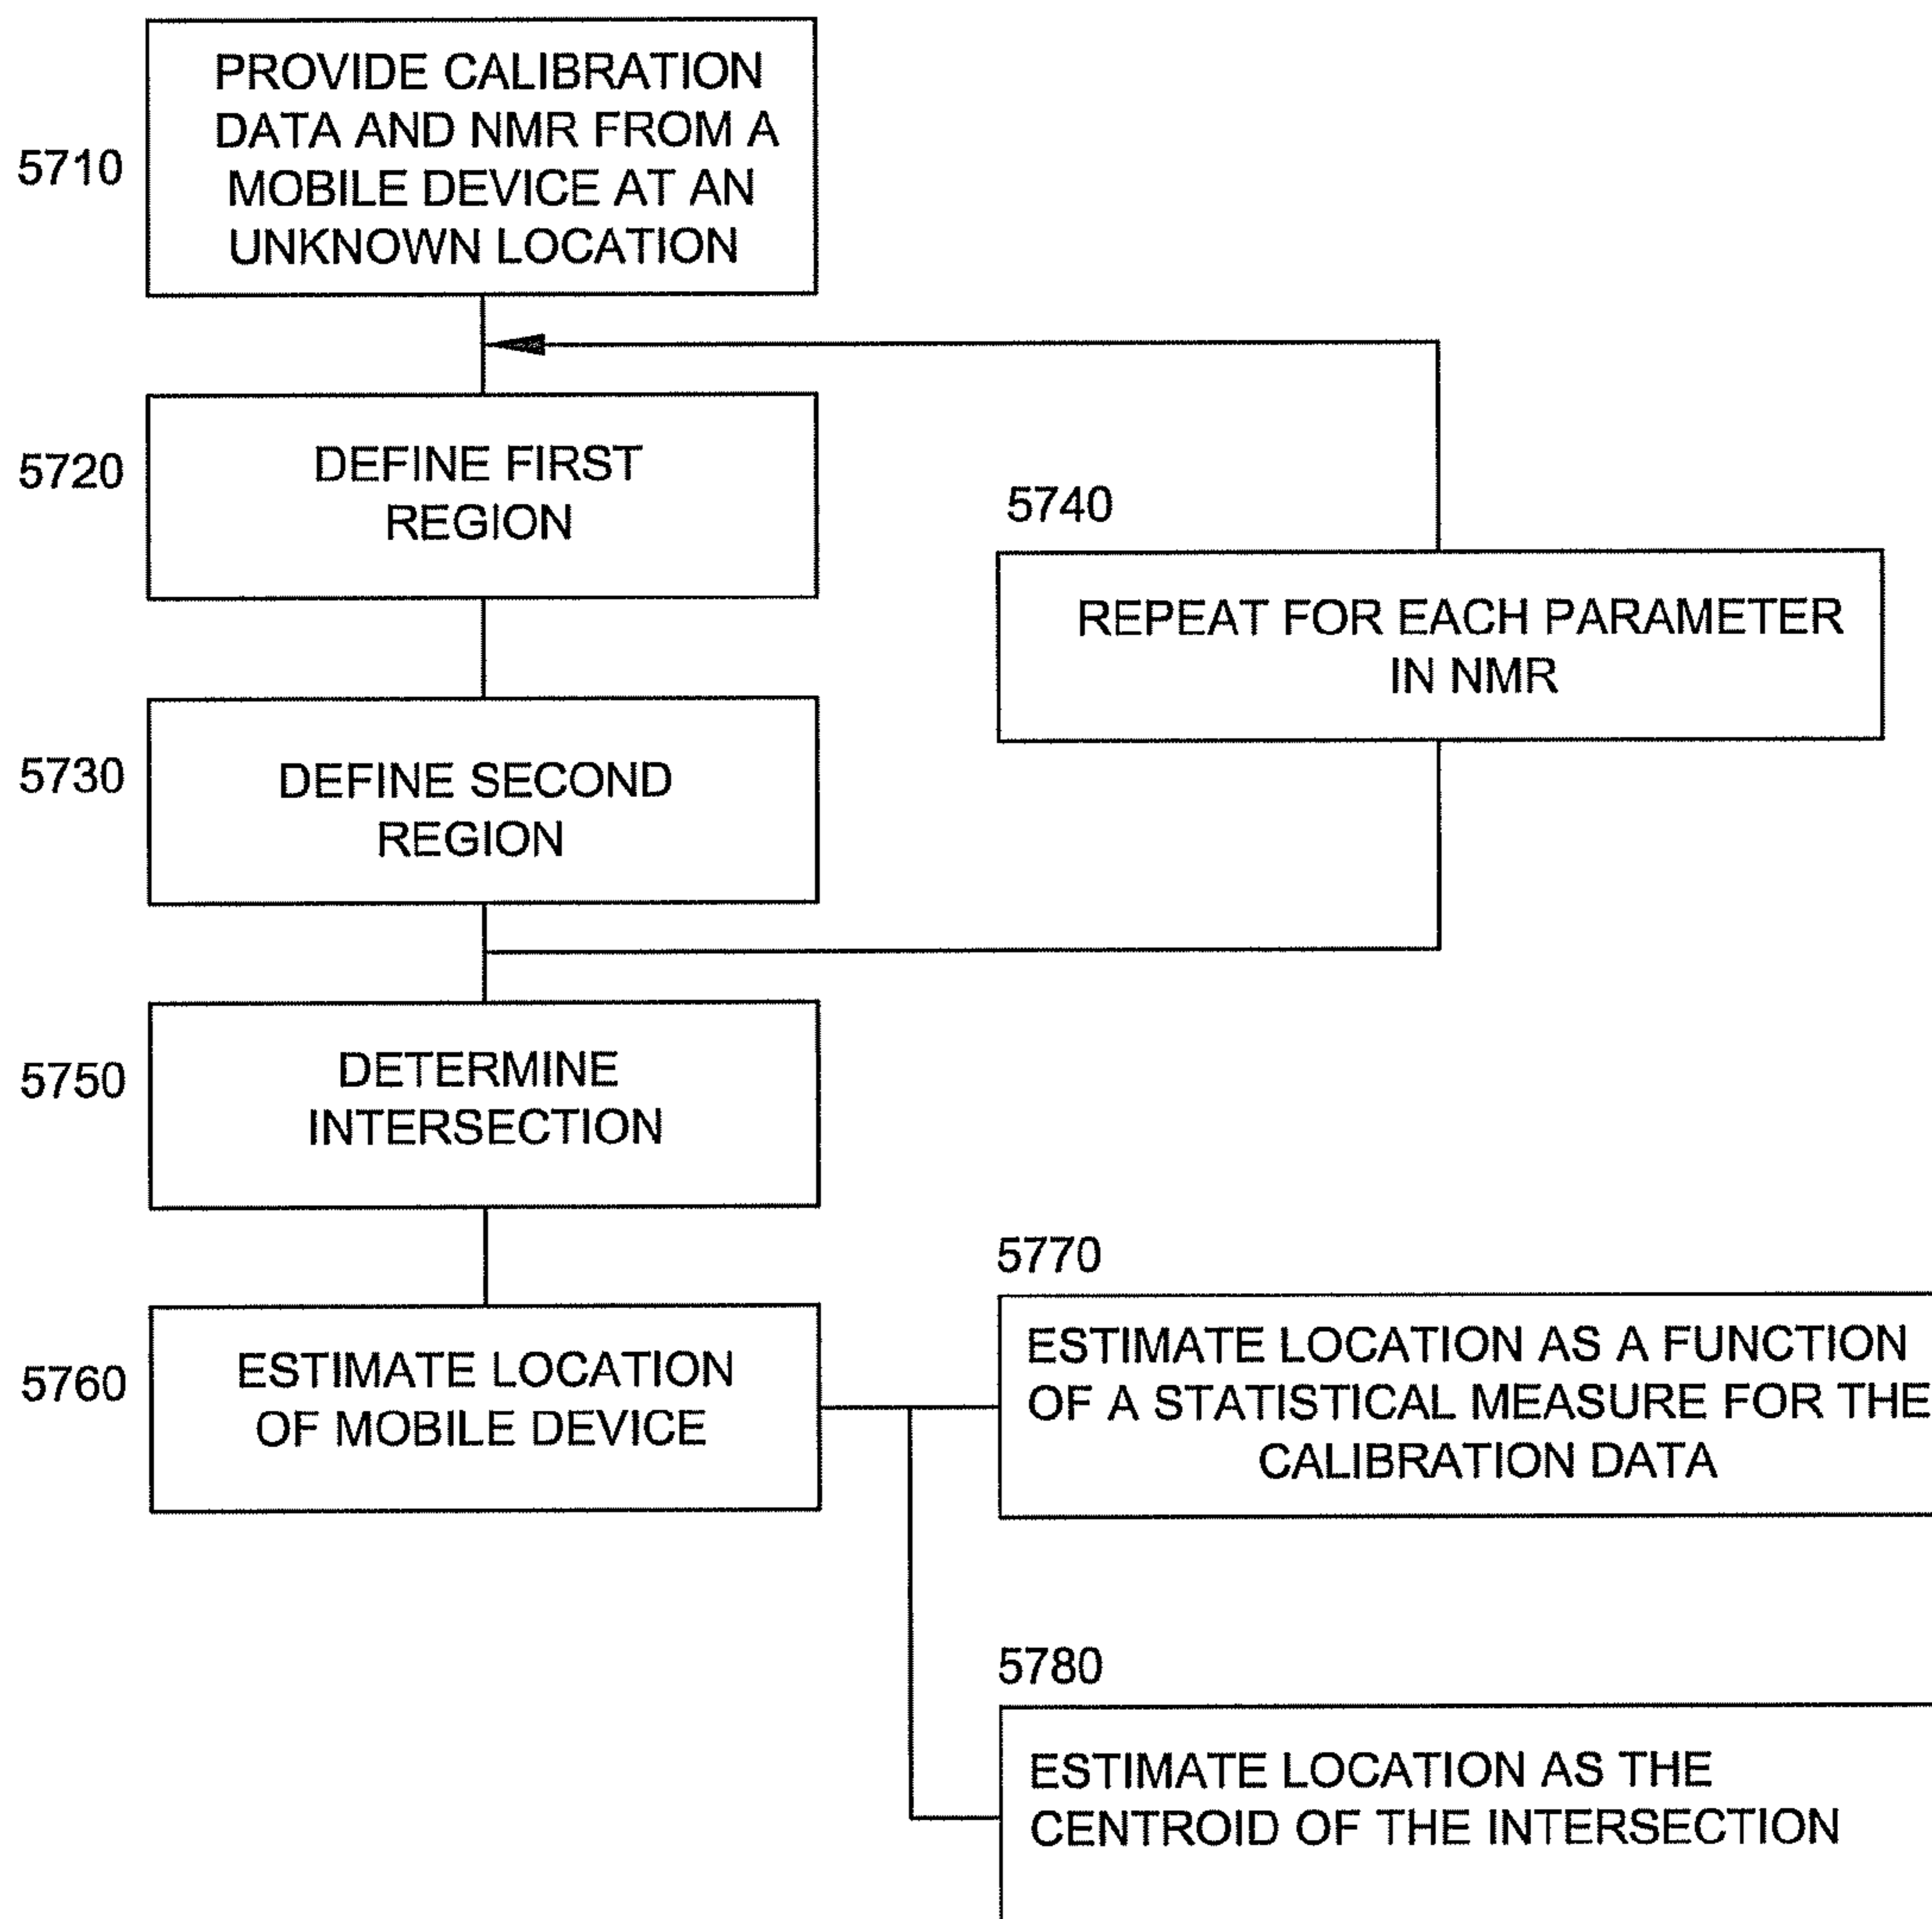 5710
PROVIDE CALIBRATION
DATA AND NMR FROM A
MOBILE DEVICE AT AN
UNKNOWN LOCATION
5720
DEFINE FIRST
REGION
5740
REPEAT FOR EACH PARAMETER
IN NMR
5730
DEFINE SECOND
REGION
5750
DETERMINE
INTERSECTION
5760
ESTIMATE LOCATION
OF MOBILE DEVICE
5770
ESTIMATE LOCATION AS A FUNCTION
OF A STATISTICAL MEASURE FOR THE
CALIBRATION DATA
5780
ESTIMATE LOCATION AS THE
CENTROID OF THE INTERSECTION